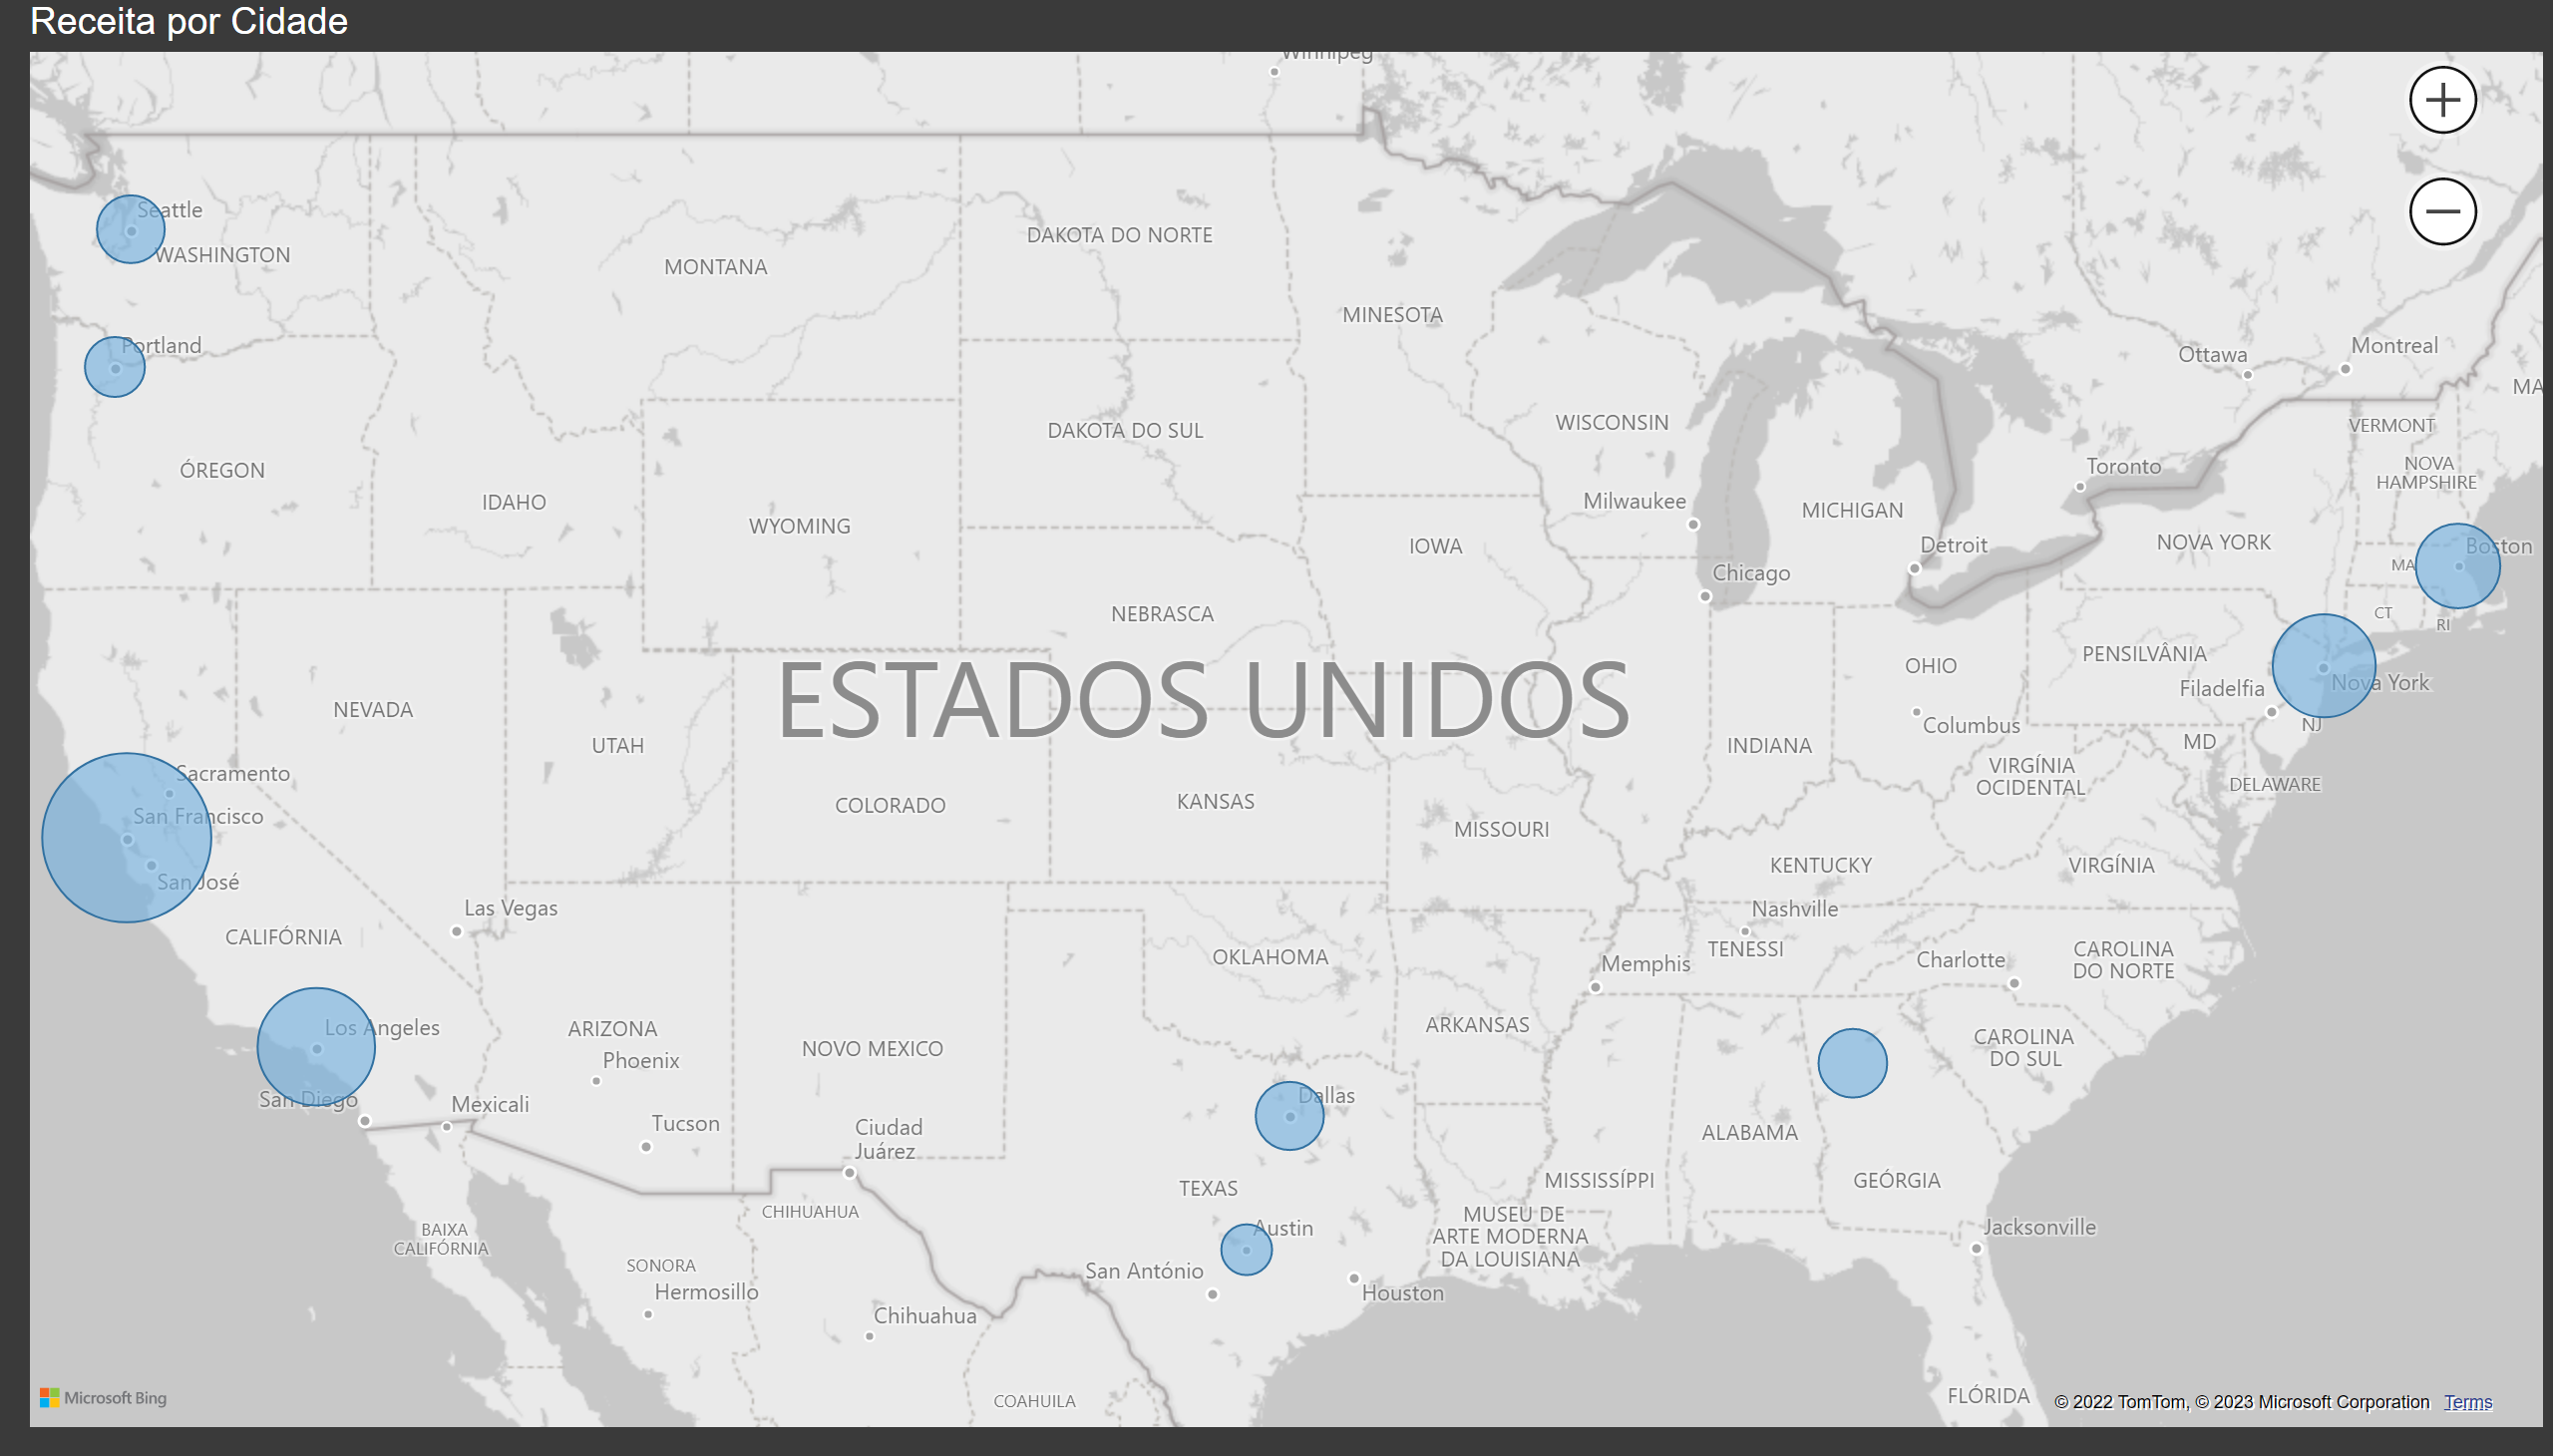 Receita por Cidade
Winnipeg
Seattle
WASHINGTON
DAKOTA DO NORTE
MONTANA
MINESOTA
Portland
Ottawa
Montreal
MA
WISCONSIN
VERMONT
DAKOTA DO SUL
ÓREGON
Toronto
NOVA
HAMPSHIRE
IDAHO
Milwaukee
MICHIGAN
WYOMING
IOWA
Detroit
NOVA YORK
Boston
MA
Chicago
NEBRASCA
CT
RI
ESTADOS UNIDOS
OHIO
PENSILVÂNIA
Filadelfia
Nova York
NEVADA
UTAH
INDIANA
Columbus
NJ
MD
VIRGÍNIA
OCIDENTAL
DELAWARE
Sacramento
San Francisco
COLORADO
KANSAS
MISSOURI
KENTUCKY
VIRGÍNIA
San José
Las Vegas
Nashville
CALIFÓRNIA
OKLAHOMA
TENESSI
Memphis
Charlotte
CAROLINA
DO NORTE
Los Angeles
ARIZONA
Phoenix
NOVO MEXICO
ARKANSAS
CAROLINA
DO SUL
San Diego
Mexicali
Tucson
Ciudad
Juárez
Dallas
ALABAMA
TEXAS
MISSISSÍPPI
GEÓRGIA
CHIHUAHUA
BAIXA
CALIFÓRNIA
Austin
MUSEU DE
ARTE MODERNA
DA LOUISIANA
Jacksonville
SONORA
Hermosillo
San António
Houston
Chihuahua
COAHUILA
FLÓRIDA
Microsoft Bing
© 2022 TomTom, © 2023 Microsoft Corporation Terms